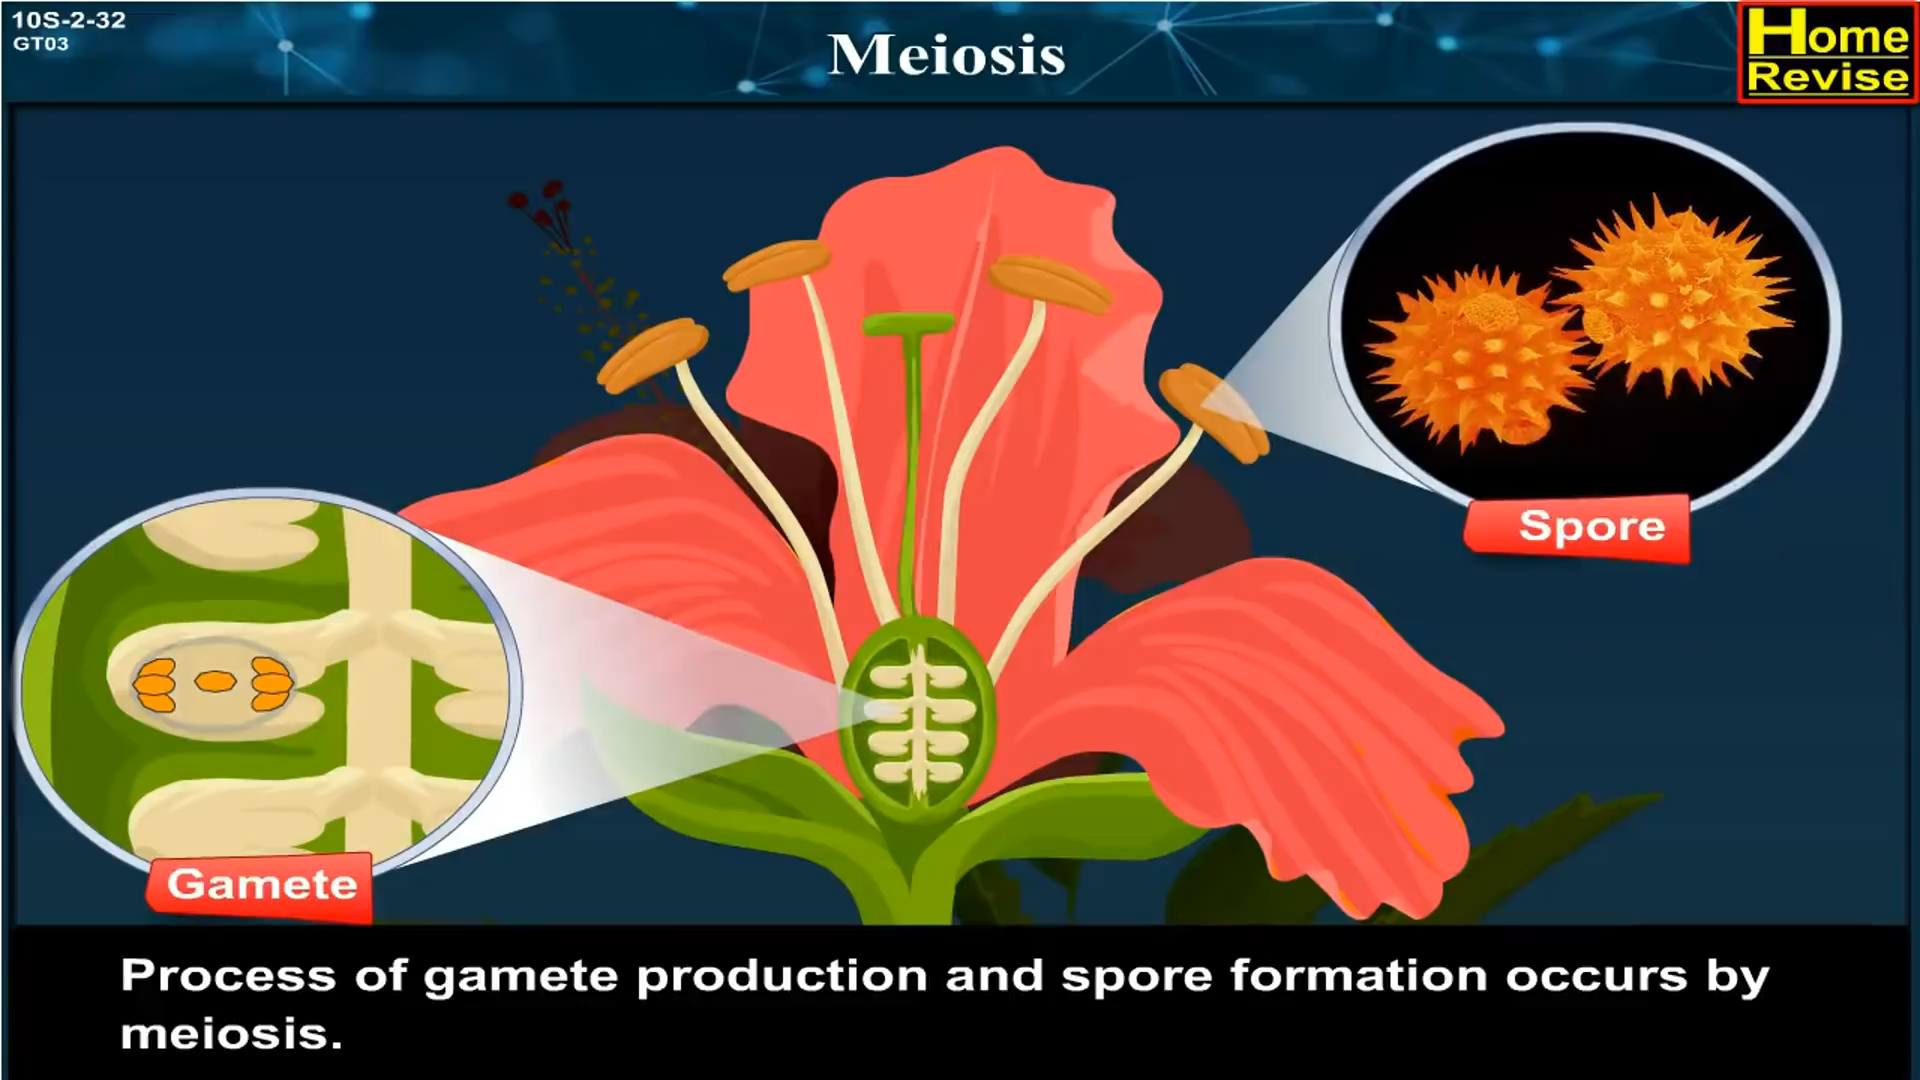 10S-2-32
GT03
Meiosis
Home
Revise
Spore
Gamete
Process of gamete production and spore formation occurs by
meiosis.